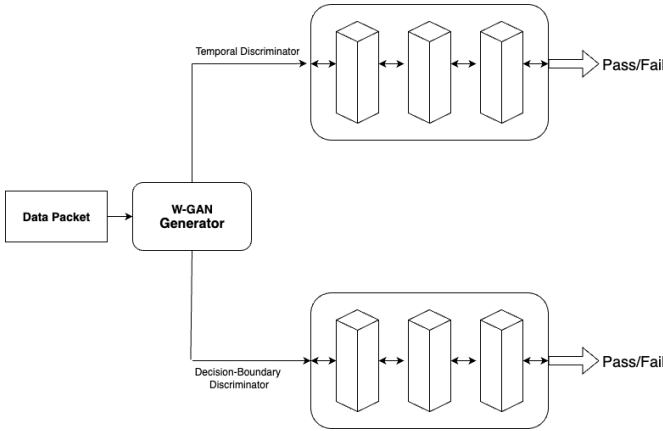 Temporal Discriminator
Pass/Fail
Data Packet
W-GAN
Generator
Decision-Boundary
Discriminator
Pass/Fail